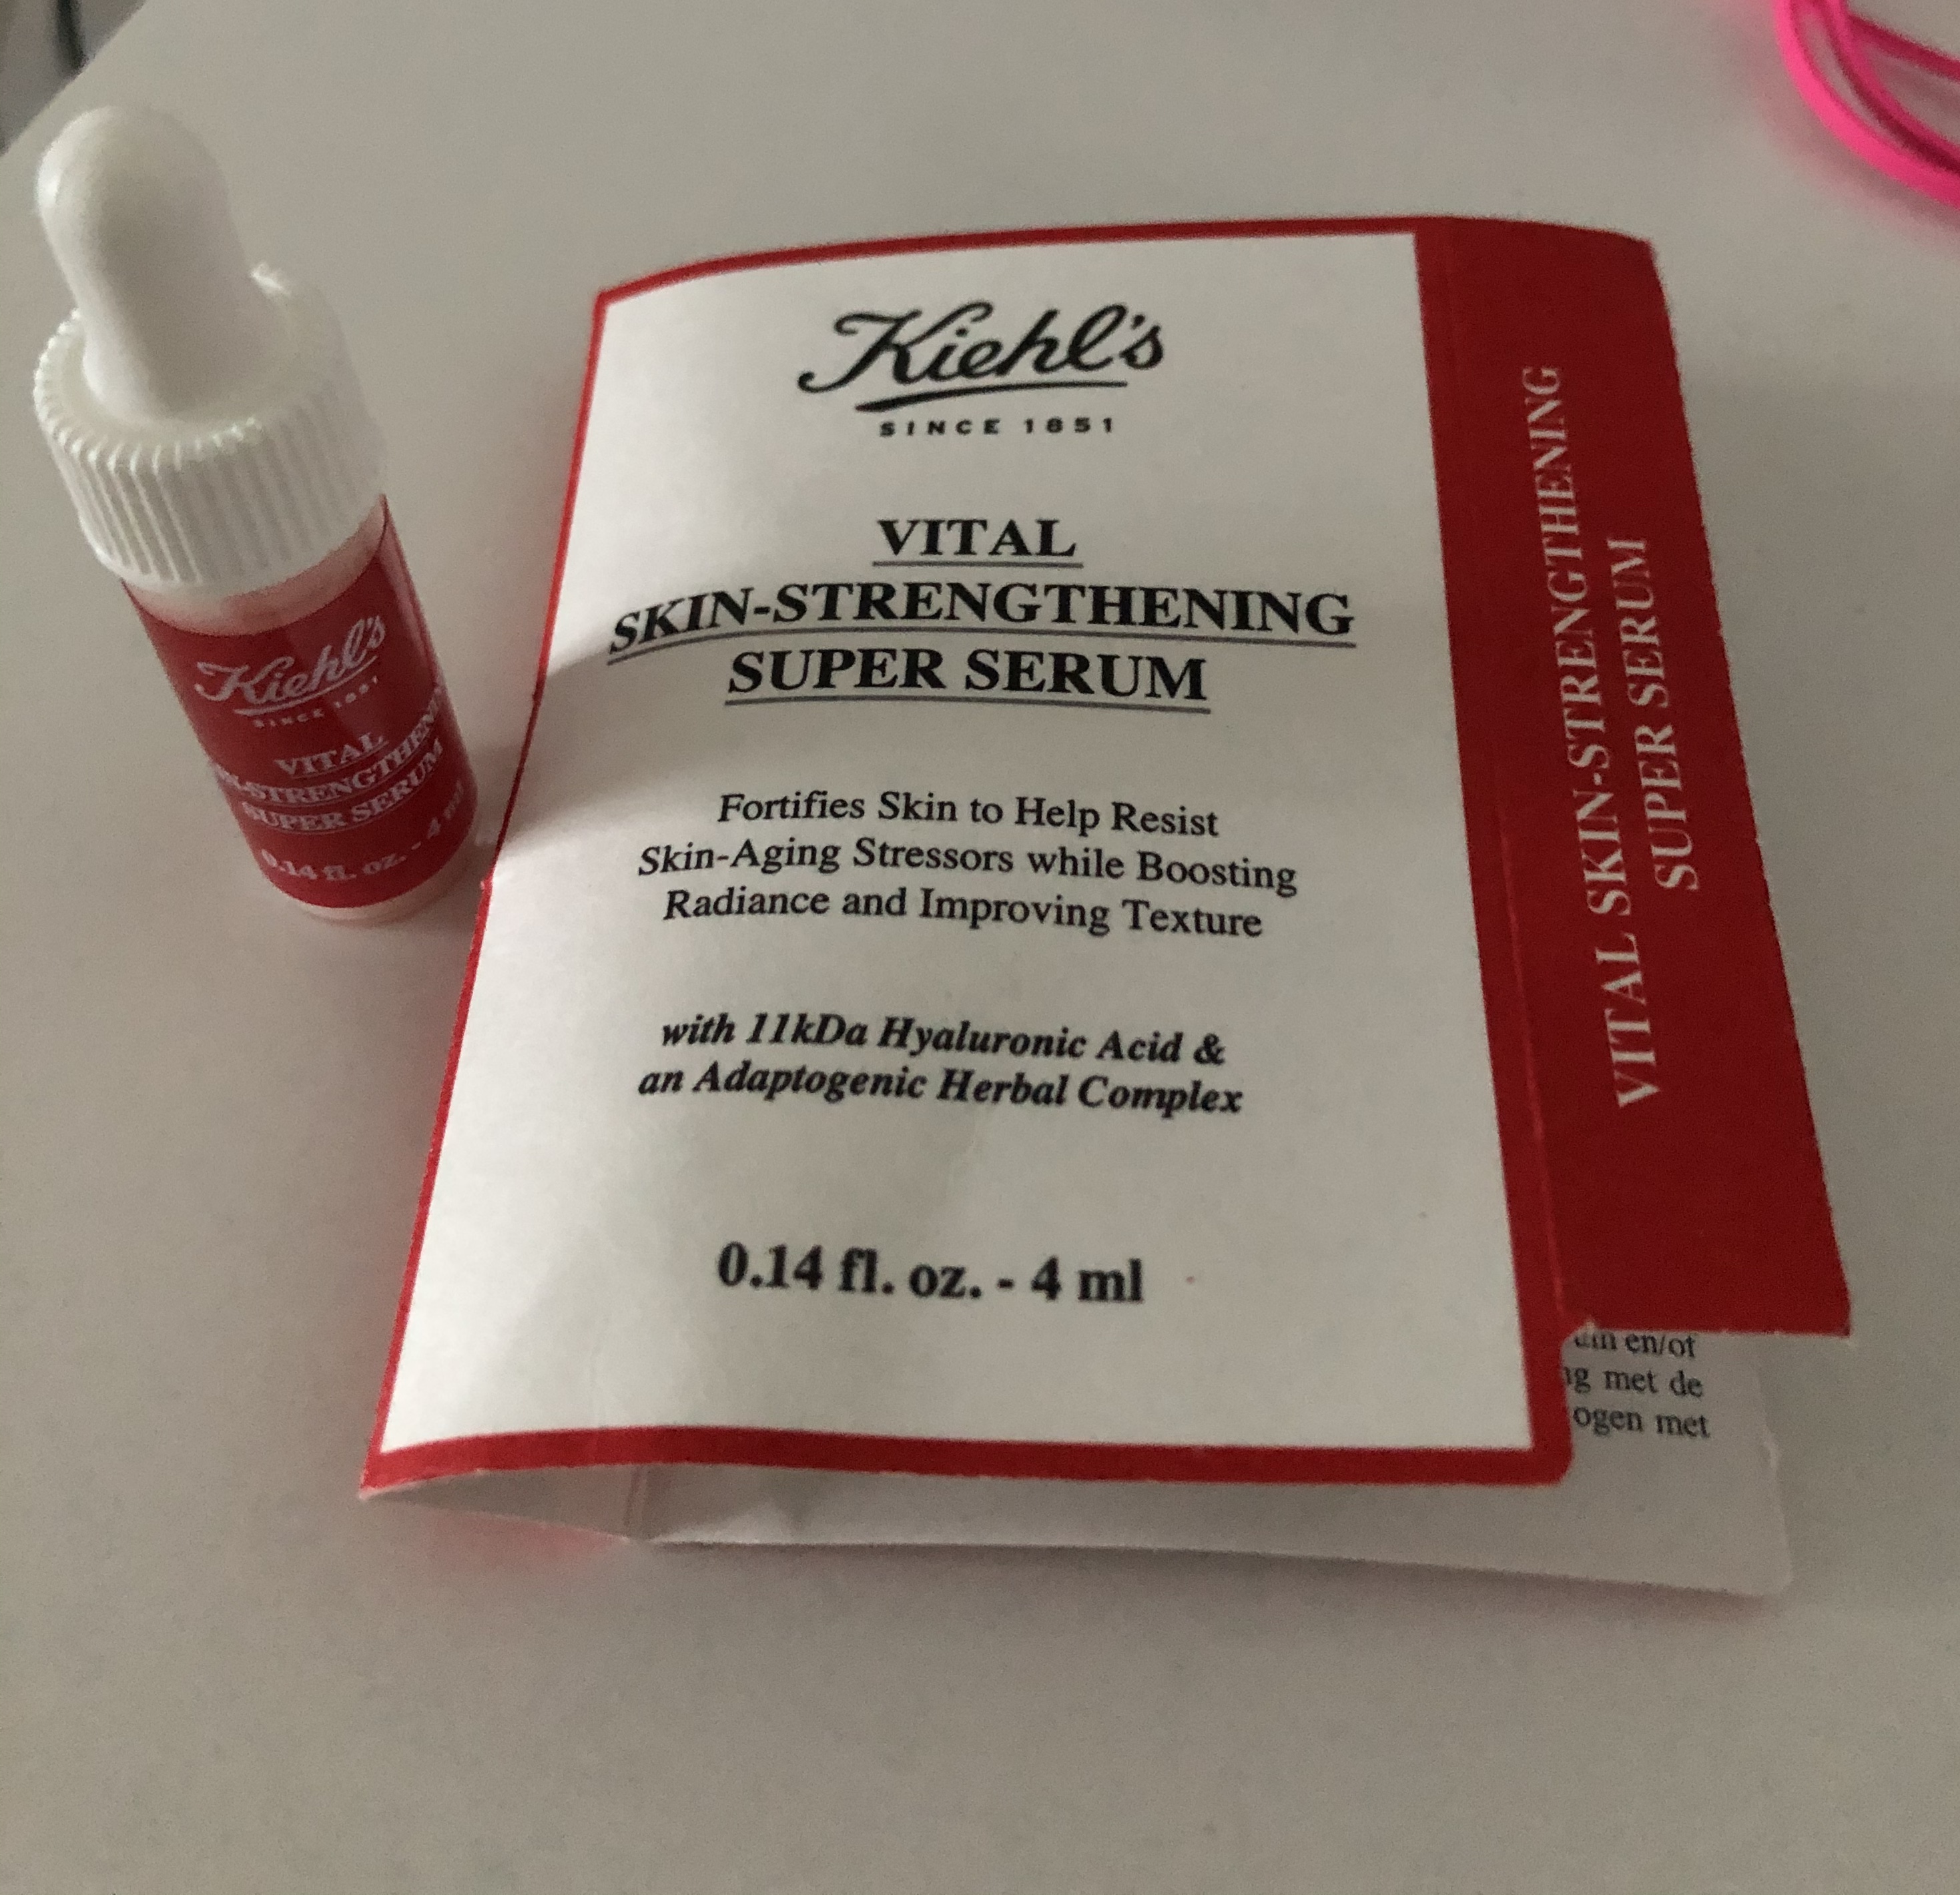 Kiehl's
SINCE 1851
VITAL
SKIN-STRENGTHENING
SUPER SERUM
Fortifies Skin to Help Resist
Skin-Aging Stressors while Boosting
Radiance and Improving Texture
with 11kDa Hyaluronic Acid &
an Adaptogenic Herbal Complex
0.14 fl. oz. - 4 ml
VITAL SKIN-STRENGTHENING
SUPER SERUM
en/of
met de
met
Kiehl's
SINCE 1851
VITAL
-STRENGTHENIN
SUPER SERUM
0.14 fl. oz. - 4 ml